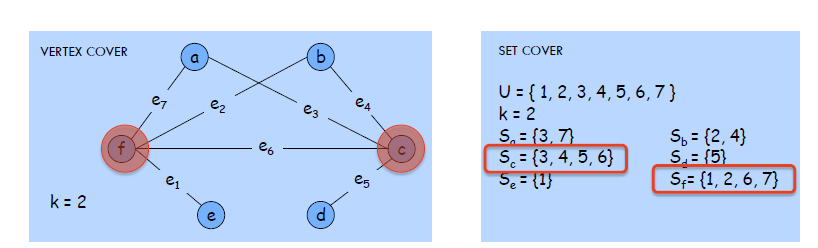 VERTEX COVER
a
b
e7
e2
e3
e4
f
e6
c
e1
e5
k = 2
e
d
SET COVER
U = { 1, 2, 3, 4, 5, 6, 7 }
k = 2
Sa = {3, 7} Sb = {2, 4}
Sc = {3, 4, 5, 6} Sd = {5}
Se = {1} Sf = {1, 2, 6, 7}